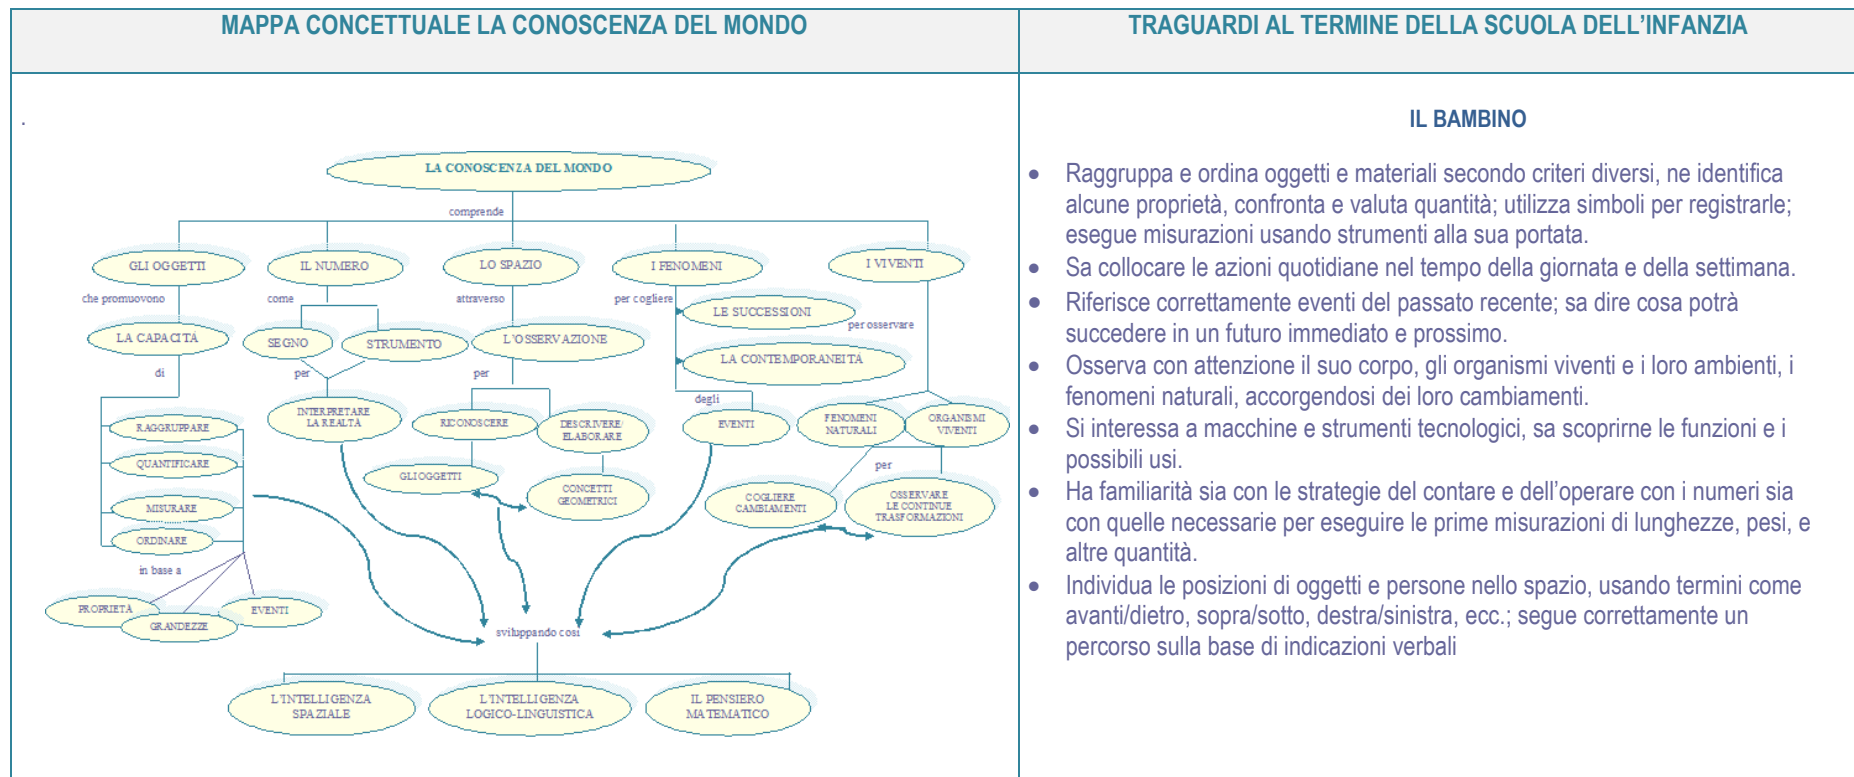 MAPPA CONCETTUALE LA CONOSCENZA DEL MONDO
TRAGUARDI AL TERMINE DELLA SCUOLA DELL'INFANZIA
.
LA CONOSCENZA DEL MONDO
comprende
GLI OGGETTI
IL NUMERO
LO SPAZIO
I FENOMENI
I VIVENTI
che promuovono
come
attraverso
per cogliere
LE SUCCESSIONI
per osservare
LA CAPACITÀ
SEGNO
STRUMENTO
L'OSSERVAZIONE
LA CONTEMPORANEITÀ
di
per
per
degli
INTERPRETARE
LA REALTÀ
RAGGRUPPARE
RICONOSCERE
DESCRIVERE/
ELABORARE
EVENTI
FENOMENI
NATURALI
ORGANISMI
VIVENTI
QUANTIFICARE
GLI OGGETTI
per
MISURARE
CONCETTI
GEOMETRICI
COGLIERE
CAMBIAMENTI
OSSERVARE
LE CONTINUE
TRASFORMAZIONI
ORDINARE
in base a
PROPRIETÀ
GRANDEZZE
EVENTI
sviluppando così
L'INTELLIGENZA
SPAZIALE
L'INTELLIGENZA
LOGICO-LINGUISTICA
IL PENSIERO
MATEMATICO
IL BAMBINO
• Raggruppa e ordina oggetti e materiali secondo criteri diversi, ne identifica
alcune proprietà, confronta e valuta quantità; utilizza simboli per registrarle;
esegue misurazioni usando strumenti alla sua portata.
• Sa collocare le azioni quotidiane nel tempo della giornata e della settimana.
• Riferisce correttamente eventi del passato recente; sa dire cosa potrà
succedere in un futuro immediato e prossimo.
• Osserva con attenzione il suo corpo, gli organismi viventi e i loro ambienti, i
fenomeni naturali, accorgendosi dei loro cambiamenti.
• Si interessa a macchine e strumenti tecnologici, sa scoprirne le funzioni e i
possibili usi.
• Ha familiarità sia con le strategie del contare e dell'operare con i numeri sia
con quelle necessarie per eseguire le prime misurazioni di lunghezze, pesi, e
altre quantità.
• Individua le posizioni di oggetti e persone nello spazio, usando termini come
avanti/dietro, sopra/sotto, destra/sinistra, ecc.; segue correttamente un
percorso sulla base di indicazioni verbali